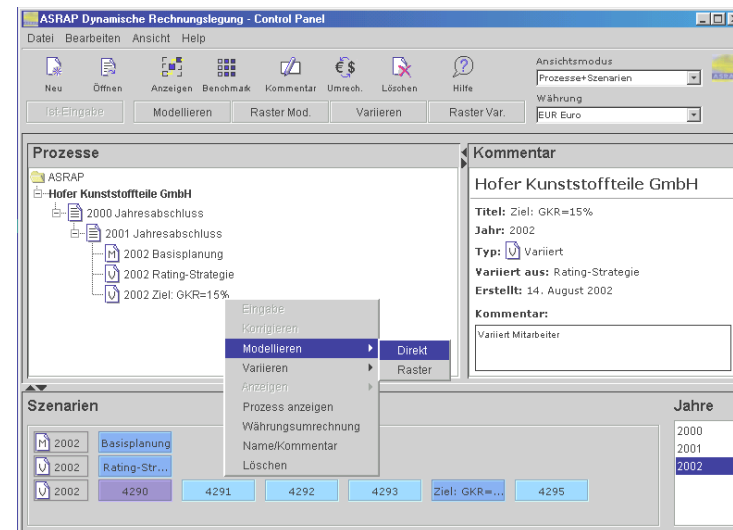 ASRAP Dynamische Rechnungslegung - Control Panel
Datei Bearbeiten Ansicht Help
Neu Öffnen Anzeigen Benchmark Kommentar Umrech. Löschen Hilfe
Ansichtsmodus
Prozesse+Szenarien
Währung
EUR Euro
Ist-Eingabe Modellieren Raster Mod. Variieren Raster Var.
Prozesse
ASRAP
Hofer Kunststoffteile GmbH
2000 Jahresabschluss
2001 Jahresabschluss
M 2002 Basisplanung
V 2002 Rating-Strategie
V 2002 Ziel: GKR=15%
Eingabe
Korrigieren
Modellieren
Variieren
Anzeigen
Prozess anzeigen
Währungsumrechnung
Name/Kommentar
Löschen
Direkt
Raster
Kommentar
Hofer Kunststoffteile GmbH
Titel: Ziel: GKR=15%
Jahr: 2002
Typ: V Variiert
Variiert aus: Rating-Strategie
Erstellt: 14. August 2002
Kommentar:
Variiert Mitarbeiter
Szenarien
M 2002 Basisplanung
V 2002 Rating-Str...
V 2002 4290 4291 4292 4293 Ziel: GKR=... 4295
Jahre
2000
2001
2002